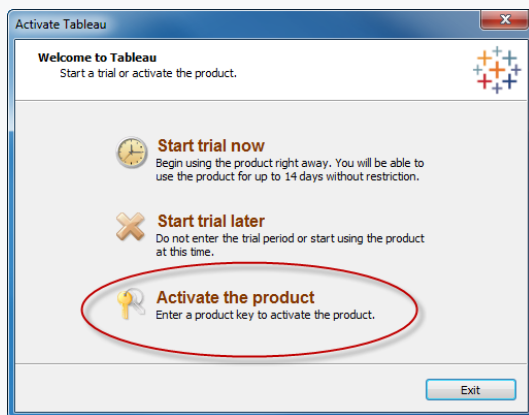 Activate Tableau
Welcome to Tableau
Start a trial or activate the product.
Start trial now
Begin using the product right away. You will be able to
use the product for up to 14 days without restriction.
Start trial later
Do not enter the trial period or start using the product
at this time.
Activate the product
Enter a product key to activate the product.
Exit